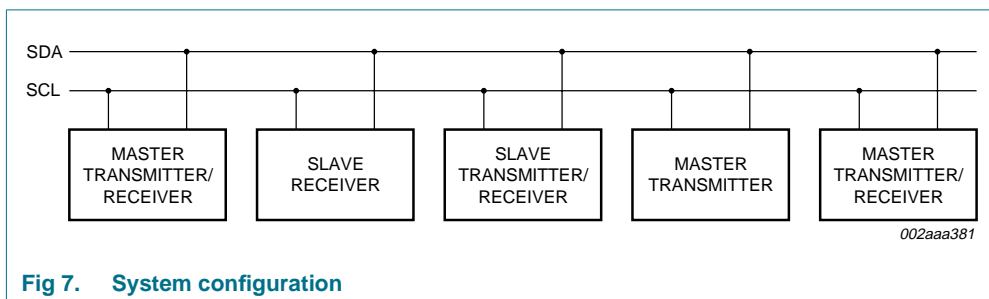 SDA
SCL
MASTER
TRANSMITTER/
RECEIVER
SLAVE
RECEIVER
SLAVE
TRANSMITTER/
RECEIVER
MASTER
TRANSMITTER
MASTER
TRANSMITTER/
RECEIVER
002aaa381
Fig 7. System configuration